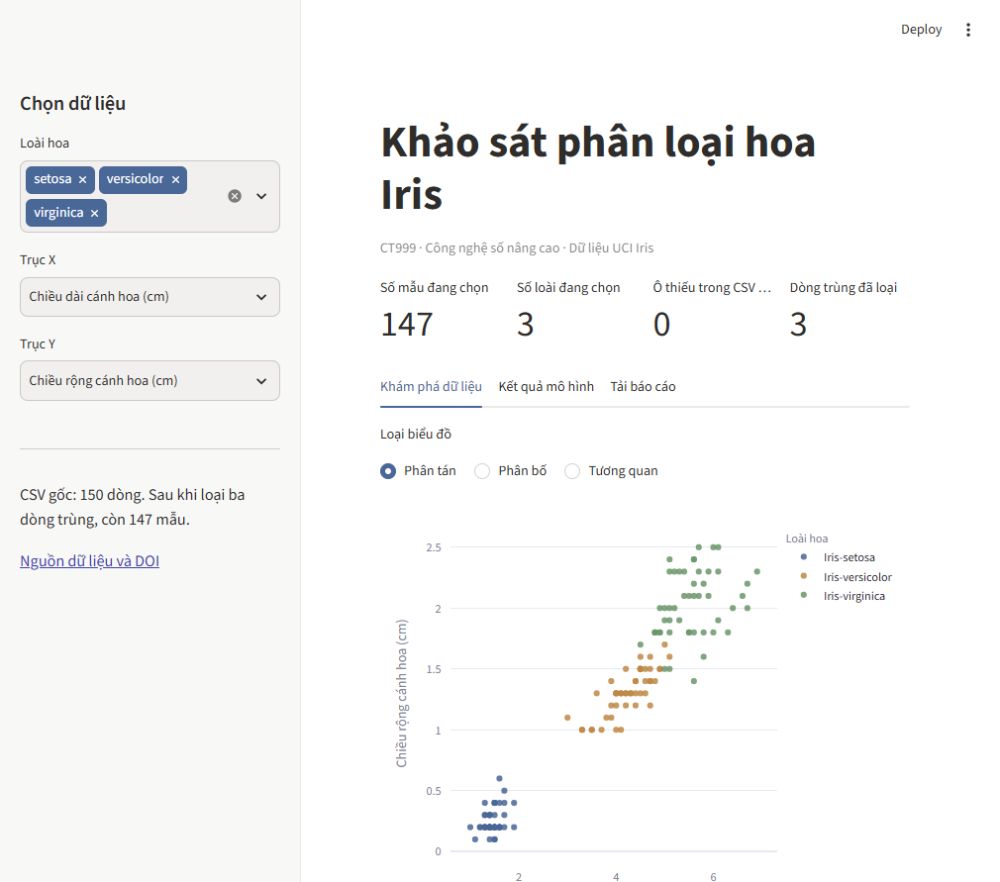 Deploy
Chọn dữ liệu
Loài hoa
setosa × versicolor ×
virginica ×
Trục X
Chiều dài cánh hoa (cm)
Trục Y
Chiều rộng cánh hoa (cm)
CSV gốc: 150 dòng. Sau khi loại ba
dòng trùng, còn 147 mẫu.
Nguồn dữ liệu và DOI
Khảo sát phân loại hoa
Iris
CT999 · Công nghệ số nâng cao · Dữ liệu UCI Iris
Số mẫu đang chọn Số loài đang chọn Ô thiếu trong CSV ... Dòng trùng đã loại
147 3 0 3
Khám phá dữ liệu Kết quả mô hình Tải báo cáo
Loại biểu đồ
Phân tán Phân bố Tương quan
Loài hoa
Iris-setosa
Iris-versicolor
Iris-virginica
Chiều rộng cánh hoa (cm)
2.5
2
1.5
1
0.5
0
2 4 6